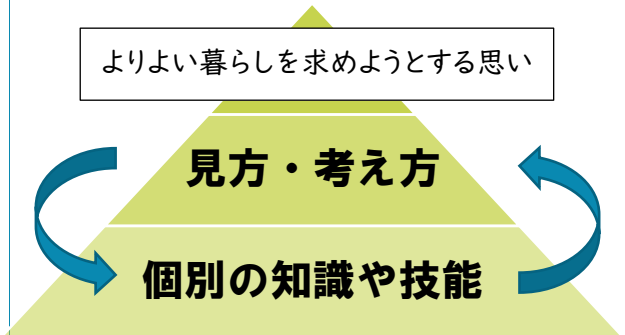 よりよい暮らしを求めようとする思い
見方・考え方
個別の知識や技能